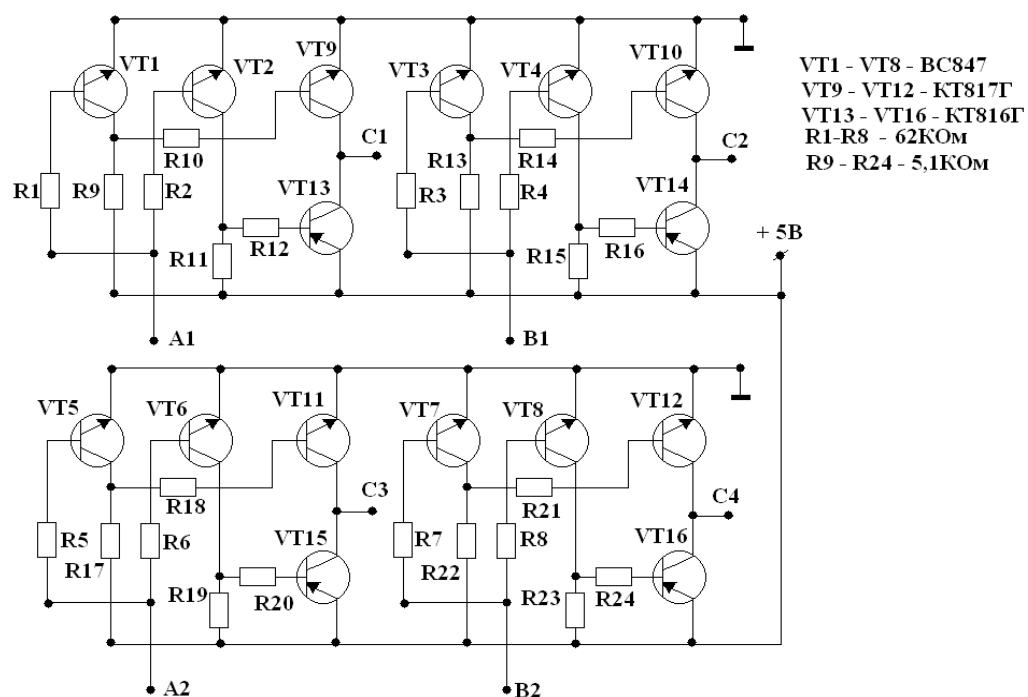 VT1
VT2
VT9
VT3
VT4
VT10
VT1 - VT8 - BC847
VT9 - VT12 - КТ817Г
VT13 - VT16 - КТ816Г
R1-R8 - 62КОм
R9 - R24 - 5,1КОм
R10
C1
R13
R14
C2
R1
R9
R2
VT13
R3
R4
VT14
R12
R11
R16
R15
+ 5В
A1
B1
VT5
VT6
VT11
VT7
VT8
VT12
R18
C3
R21
C4
R5
R6
VT15
R7
R8
VT16
R17
R22
R19
R20
R23
R24
A2
B2